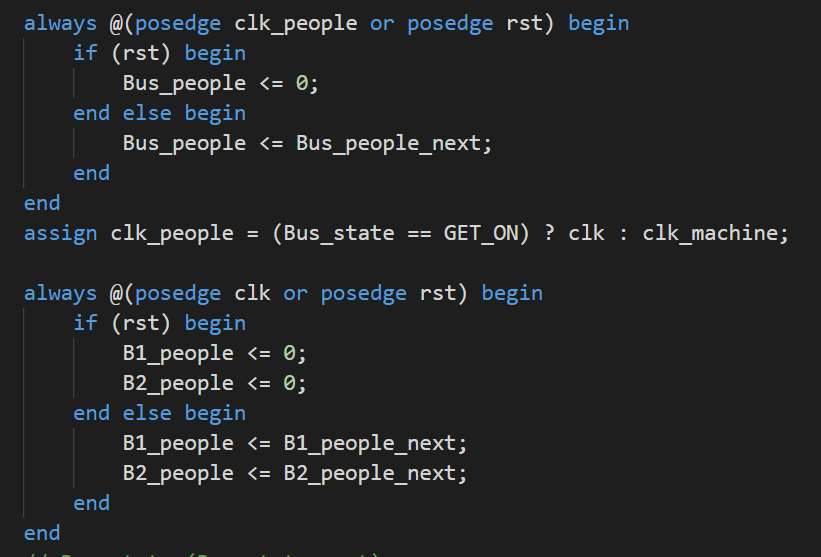 always @(posedge clk_people or posedge rst) begin
    if (rst) begin
        Bus_people <= 0;
    end else begin
        Bus_people <= Bus_people_next;
    end
end
assign clk_people = (Bus_state == GET_ON) ? clk : clk_machine;

always @(posedge clk or posedge rst) begin
    if (rst) begin
        B1_people <= 0;
        B2_people <= 0;
    end else begin
        B1_people <= B1_people_next;
        B2_people <= B2_people_next;
    end
end